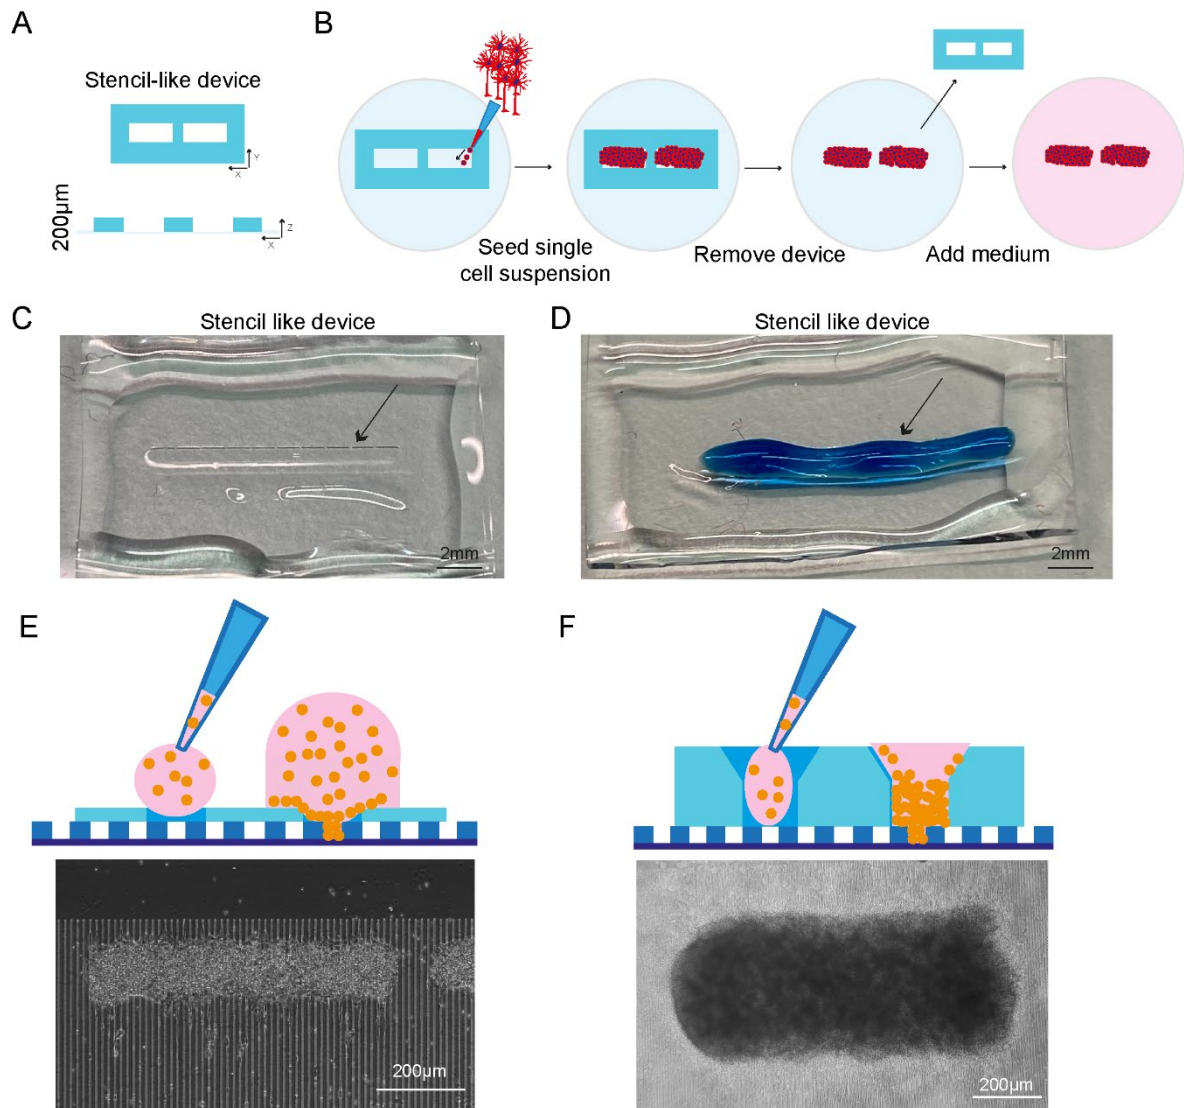 A
Stencil-like device
Y
X
200µm
Z
X
B
Seed single
cell suspension
Remove device
Add medium
C
Stencil like device
2mm
D
Stencil like device
2mm
E
200µm
F
200µm